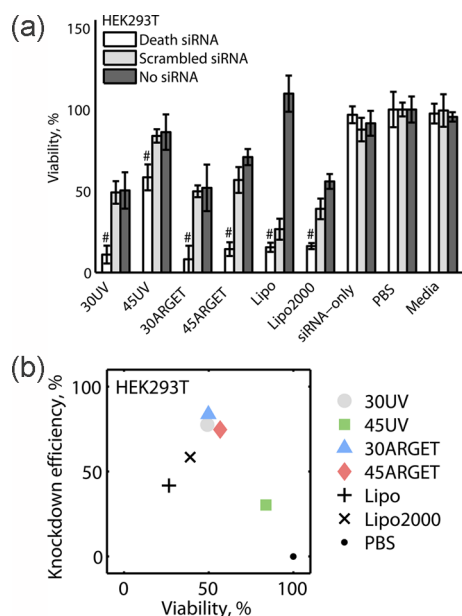 (a)
HEK293T
Death siRNA
Scrambled siRNA
No siRNA
Viability, %
150
100
50
0
# # # # # #
30UV
45UV
30ARGET
45ARGET
Lipo
Lipo2000
siRNA-only
PBS
Media
(b)
HEK293T
Knockdown efficiency, %
100
50
0
0 50 100
Viability, %
30UV
45UV
30ARGET
45ARGET
Lipo
Lipo2000
PBS